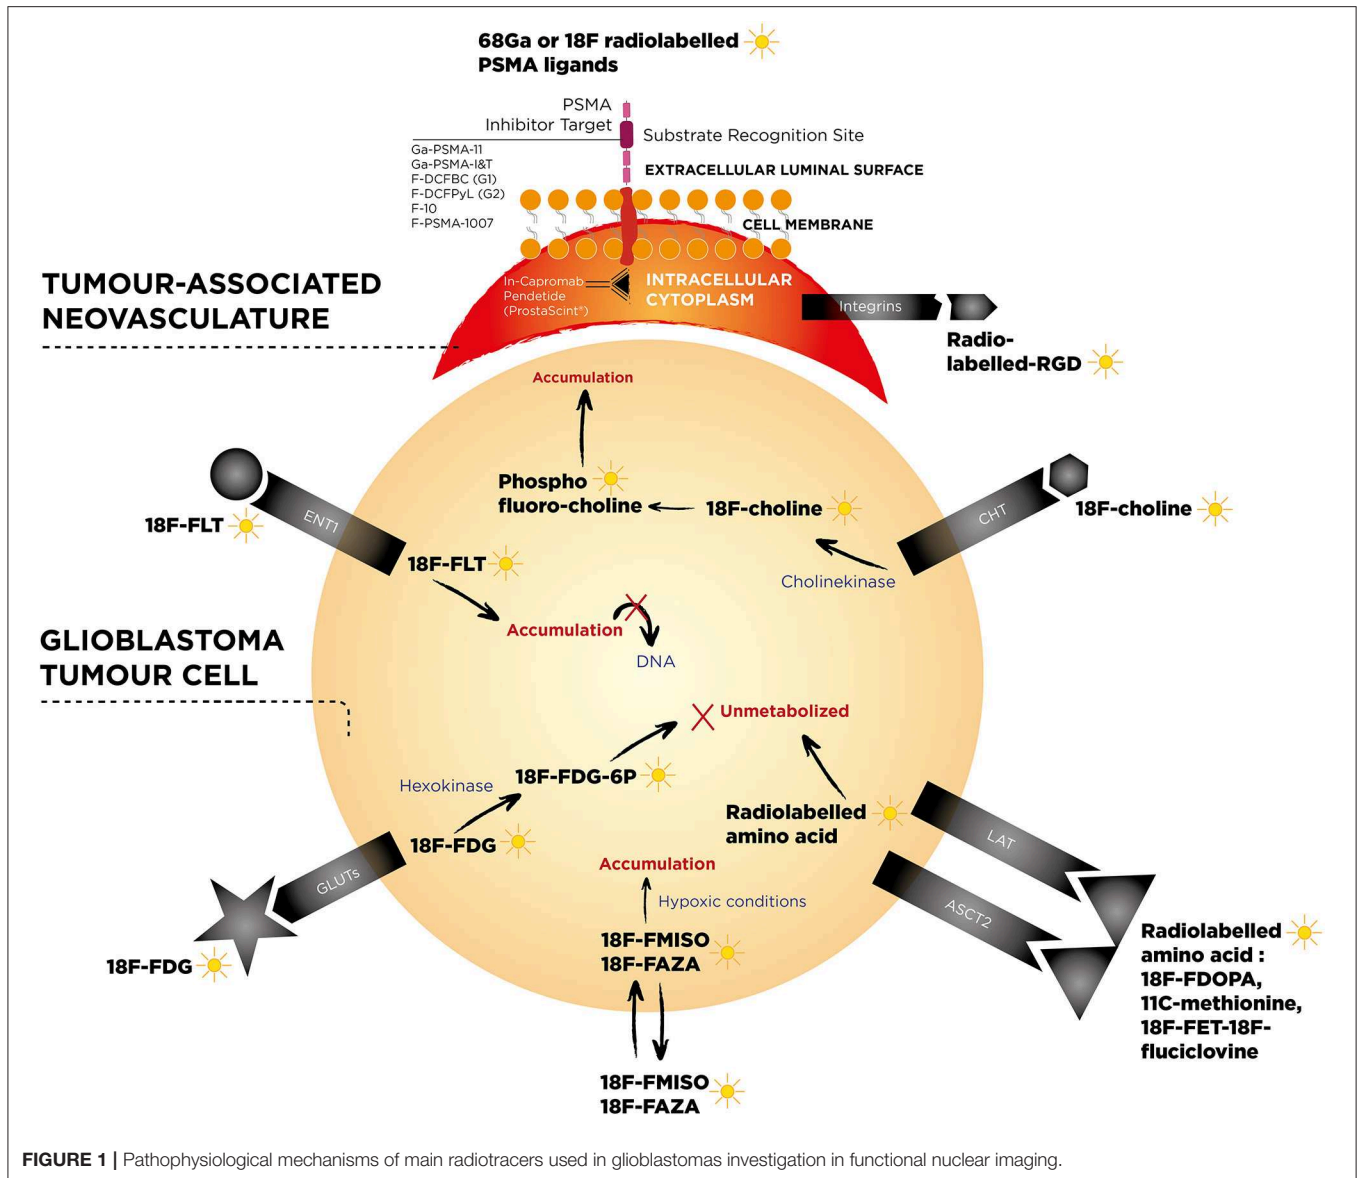 68Ga or 18F radiolabelled
PSMA ligands
PSMA
Inhibitor Target
Substrate Recognition Site
Ga-PSMA-11
Ga-PSMA-I&T
F-DCFBC (G1)
F-DCFPyL (G2)
F-10
F-PSMA-1007
EXTRACELLULAR LUMINAL SURFACE
CELL MEMBRANE
TUMOUR-ASSOCIATED
NEOVASCULATURE
In-Capromab
Pendetide
(ProstaScint®)
INTRACELLULAR
CYTOPLASM
Integrins
Radio-
labelled-RGD
Accumulation
Phospho
fluoro-choline
18F-choline
CHT
18F-choline
Cholinekinase
18F-FLT
ENT1
18F-FLT
Accumulation
DNA
GLIOBLASTOMA
TUMOUR CELL
Unmetabolized
Hexokinase
18F-FDG-6P
18F-FDG
GLUTs
18F-FDG
Radiolabelled
amino acid
LAT
ASCT2
Radiolabelled
amino acid :
18F-FDOPA,
11C-methionine,
18F-FET-18F-
fluciclovine
Accumulation
Hypoxic conditions
18F-FMISO
18F-FAZA
18F-FMISO
18F-FAZA
FIGURE 1 | Pathophysiological mechanisms of main radiotracers used in glioblastomas investigation in functional nuclear imaging.